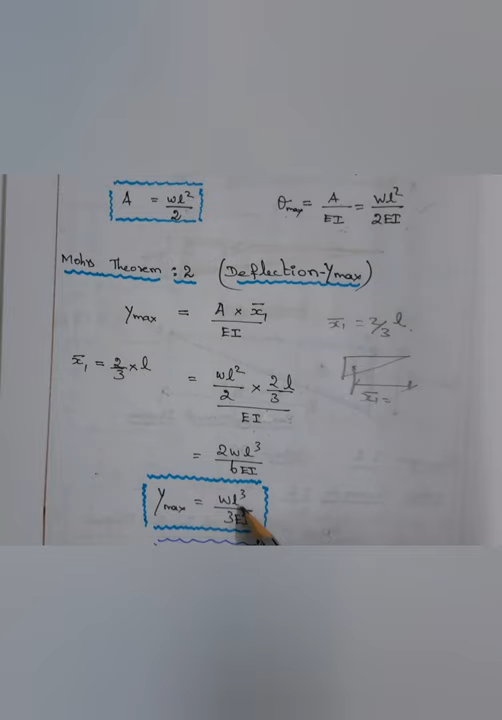 A = wl²/2    θmax = A/EI = Wl²/2EI
Mohr's Theorem : 2 (Deflection-Ymax)
Ymax = A × x̄₁/EI    x̄₁ = 2/3 l.
x̄₁ = 2/3 × l    = wl²/2 × 2l/3 / EI
x̄₁ =
= 2wl³/6EI
Ymax = wl³/3EI